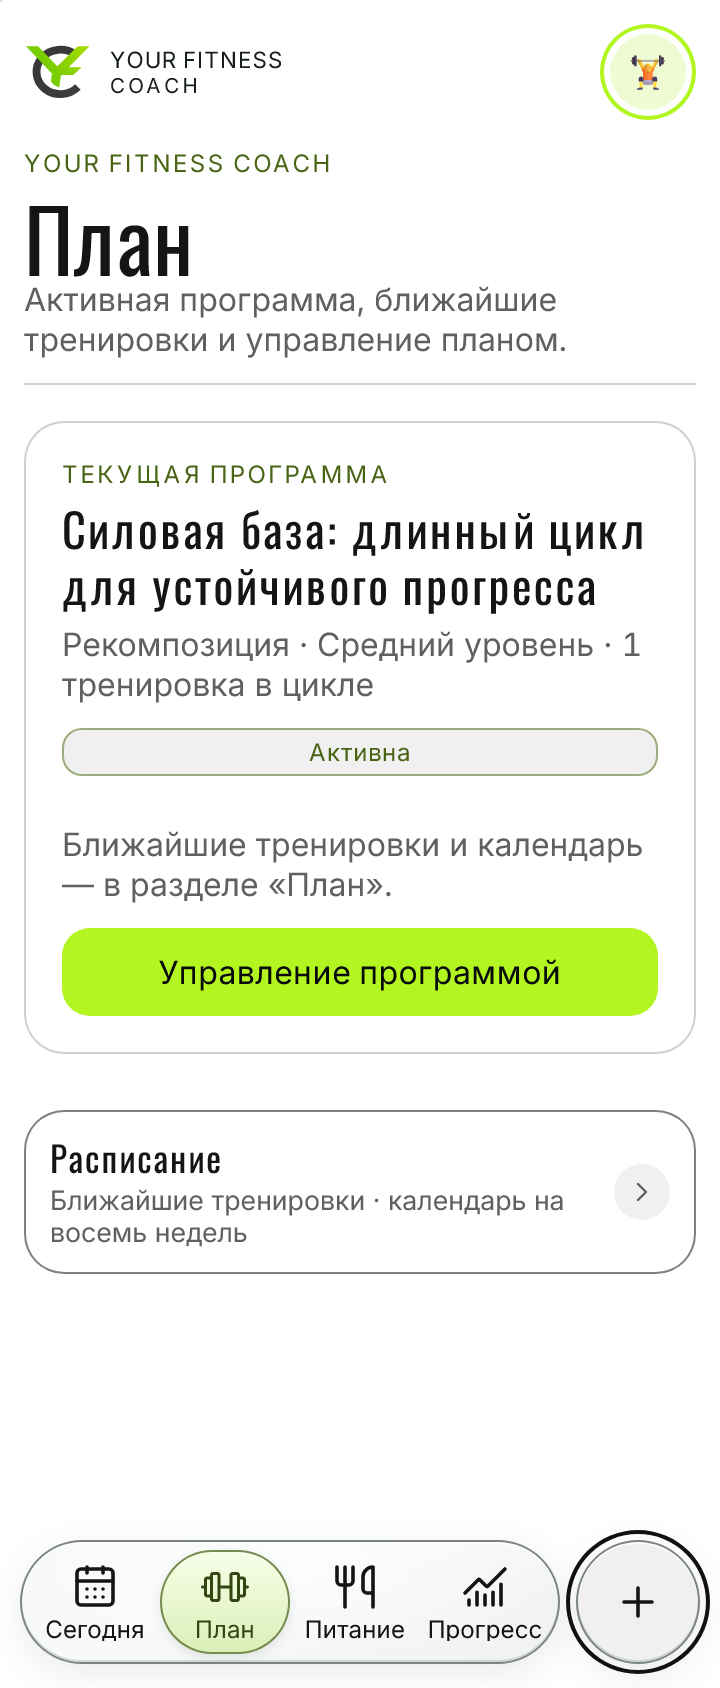 YOUR FITNESS
COACH
YOUR FITNESS COACH
План
Активная программа, ближайшие
тренировки и управление планом.
ТЕКУЩАЯ ПРОГРАММА
Силовая база: длинный цикл
для устойчивого прогресса
Рекомпозиция · Средний уровень · 1
тренировка в цикле
Активна
Ближайшие тренировки и календарь
— в разделе «План».
Управление программой
Расписание
Ближайшие тренировки · календарь на
восемь недель
Сегодня
План
Питание
Прогресс